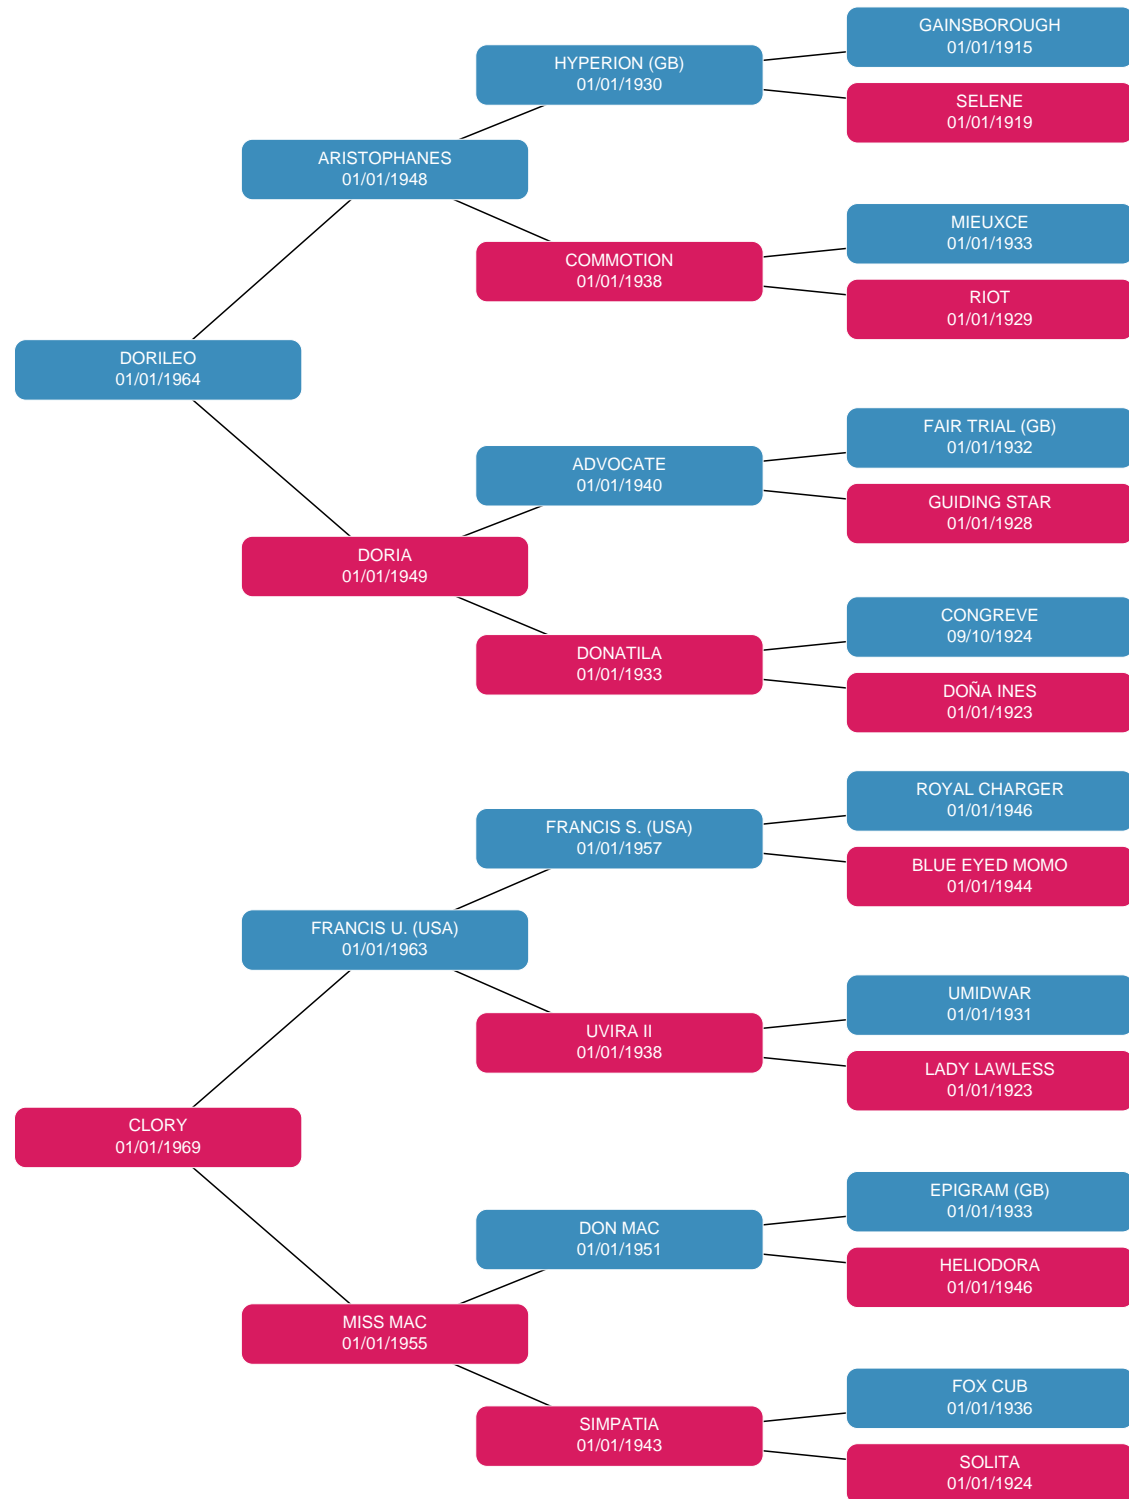 GAINSBOROUGH
01/01/1915
HYPERION (GB)
01/01/1930
SELENE
01/01/1919
ARISTOPHANES
01/01/1948
MIEUXCE
01/01/1933
COMMOTION
01/01/1938
RIOT
01/01/1929
DORILEO
01/01/1964
FAIR TRIAL (GB)
01/01/1932
ADVOCATE
01/01/1940
GUIDING STAR
01/01/1928
DORIA
01/01/1949
CONGREVE
09/10/1924
DONATILA
01/01/1933
DOÑA INES
01/01/1923
ROYAL CHARGER
01/01/1946
FRANCIS S. (USA)
01/01/1957
BLUE EYED MOMO
01/01/1944
FRANCIS U. (USA)
01/01/1963
UMIDWAR
01/01/1931
UVIRA II
01/01/1938
LADY LAWLESS
01/01/1923
CLORY
01/01/1969
EPIGRAM (GB)
01/01/1933
DON MAC
01/01/1951
HELIODORA
01/01/1946
MISS MAC
01/01/1955
FOX CUB
01/01/1936
SIMPATIA
01/01/1943
SOLITA
01/01/1924